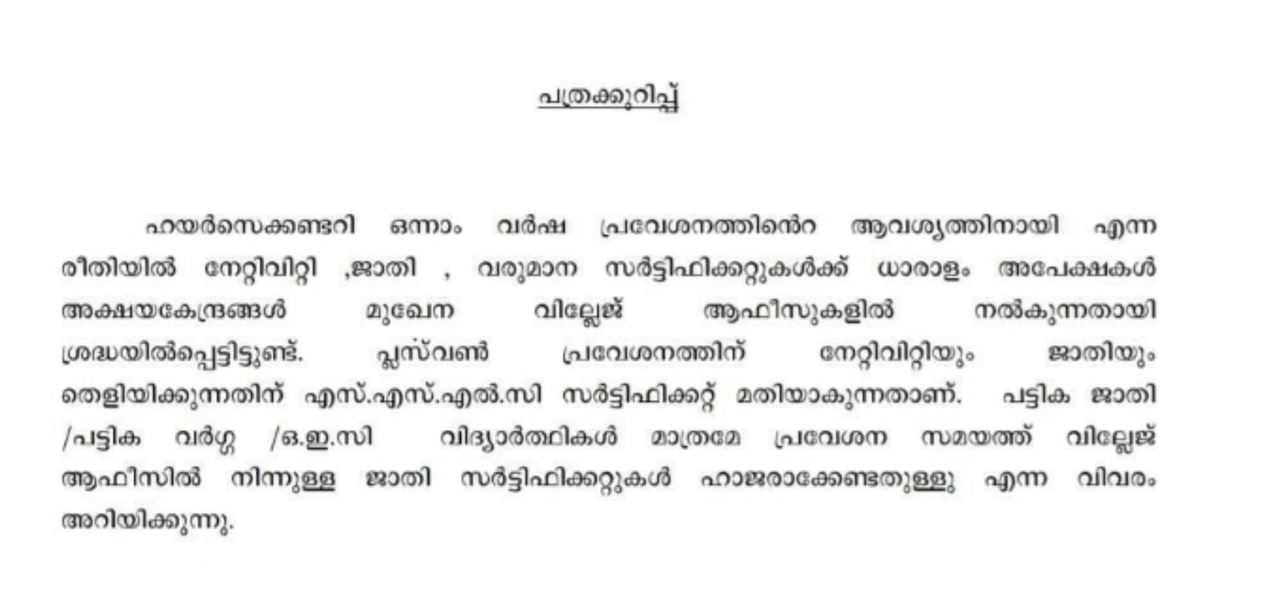 പത്രക്കുറിപ്പ്
ഹയർസെക്കണ്ടറി ഒന്നാം വർഷ പ്രവേശനത്തിൻെറ ആവശ്യത്തിനായി എന്ന
രീതിയിൽ നേറ്റിവിറ്റി ,ജാതി , വരുമാന സർട്ടിഫിക്കറ്റുകൾക്ക് ധാരാളം അപേക്ഷകൾ
അക്ഷയകേന്ദ്രങ്ങൾ മുഖേന വില്ലേജ് ആഫീസുകളിൽ നൽകുന്നതായി
ശ്രദ്ധയിൽപ്പെട്ടിട്ടുണ്ട്. പ്ലസ്‌വൺ പ്രവേശനത്തിന് നേറ്റിവിറ്റിയും ജാതിയും
തെളിയിക്കുന്നതിന് എസ്.എസ്.എൽ.സി സർട്ടിഫിക്കറ്റ് മതിയാകുന്നതാണ്. പട്ടിക ജാതി
/പട്ടിക വർഗ്ഗ /ഒ.ഇ.സി വിദ്യാർത്ഥികൾ മാത്രമേ പ്രവേശന സമയത്ത് വില്ലേജ്
ആഫീസിൽ നിന്നുള്ള ജാതി സർട്ടിഫിക്കറ്റുകൾ ഹാജരാക്കേണ്ടതുള്ളു എന്ന വിവരം
അറിയിക്കുന്നു.